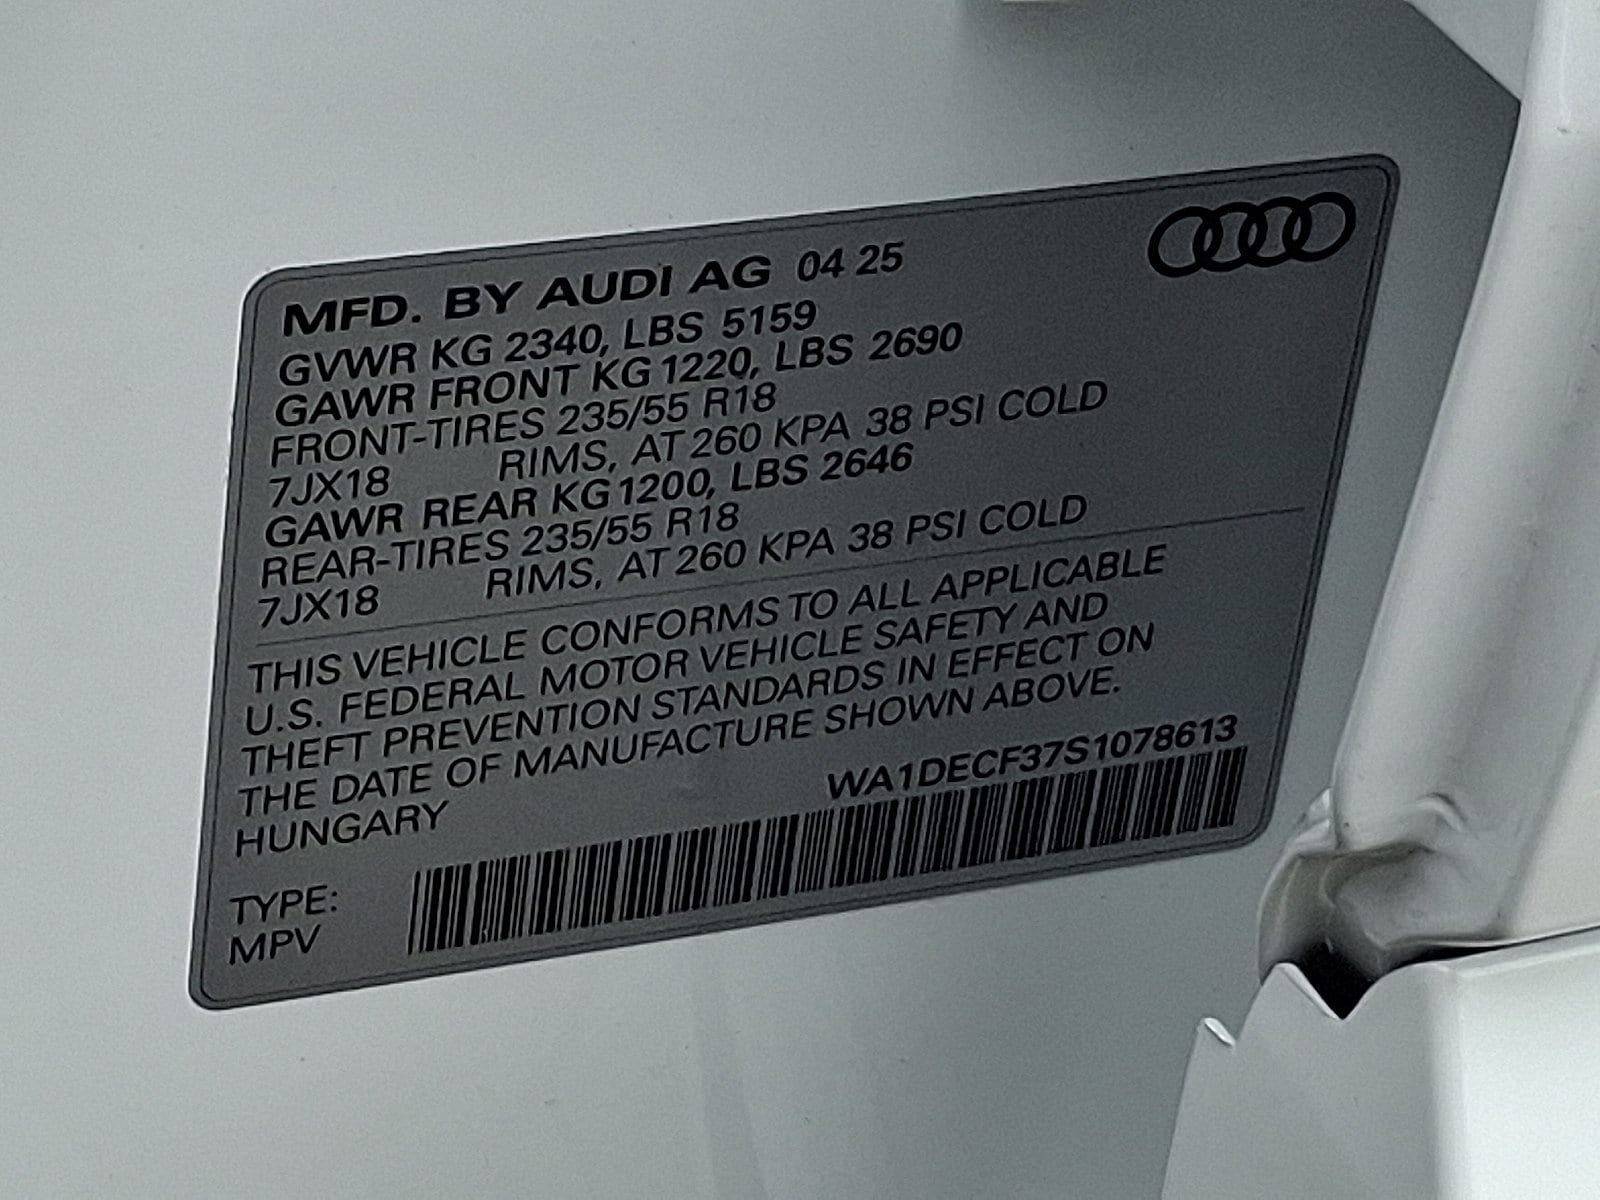 MFD. BY AUDI AG 04 25
GVWR KG 2340, LBS 5159
GAWR FRONT KG 1220, LBS 2690
FRONT-TIRES 235/55 R18
7JX18 RIMS, AT 260 KPA 38 PSI COLD
GAWR REAR KG 1200, LBS 2646
REAR-TIRES 235/55 R18
7JX18 RIMS, AT 260 KPA 38 PSI COLD
THIS VEHICLE CONFORMS TO ALL APPLICABLE
U.S. FEDERAL MOTOR VEHICLE SAFETY AND
THEFT PREVENTION STANDARDS IN EFFECT ON
THE DATE OF MANUFACTURE SHOWN ABOVE.
HUNGARY
WA1DECF37S1078613
TYPE:
MPV